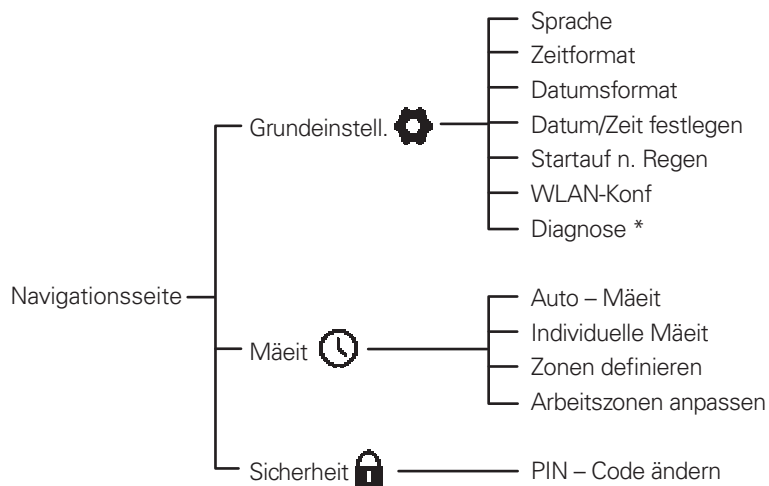 Navigationsseite
Grundeinstell.
Sprache
Zeitformat
Datumsformat
Datum/Zeit festlegen
Startauf n. Regen
WLAN-Konf
Diagnose *
Mäeit
Auto – Mäeit
Individuelle Mäeit
Zonen definieren
Arbeitszonen anpassen
Sicherheit
PIN – Code ändern